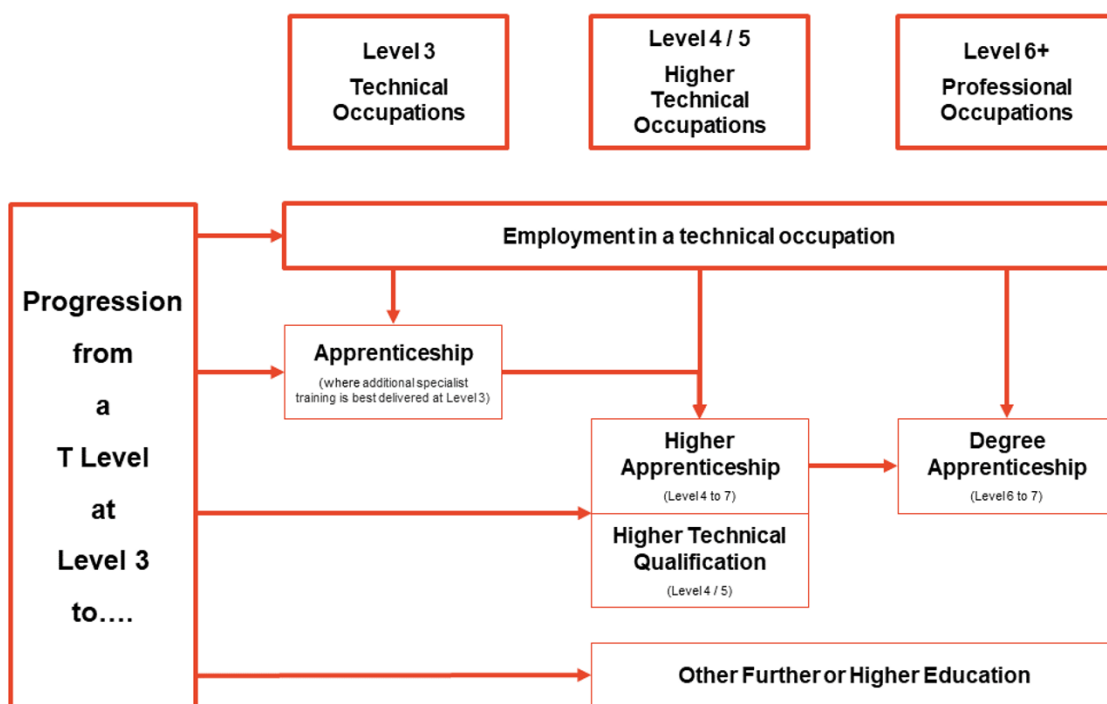 Level 3
Technical
Occupations
Level 4 / 5
Higher
Technical
Occupations
Level 6+
Professional
Occupations
Progression
from
a
T Level
at
Level 3
to….
Employment in a technical occupation
Apprenticeship
(where additional specialist
training is best delivered at Level 3)
Higher
Apprenticeship
(Level 4 to 7)
Degree
Apprenticeship
(Level 6 to 7)
Higher Technical
Qualification
(Level 4 / 5)
Other Further or Higher Education